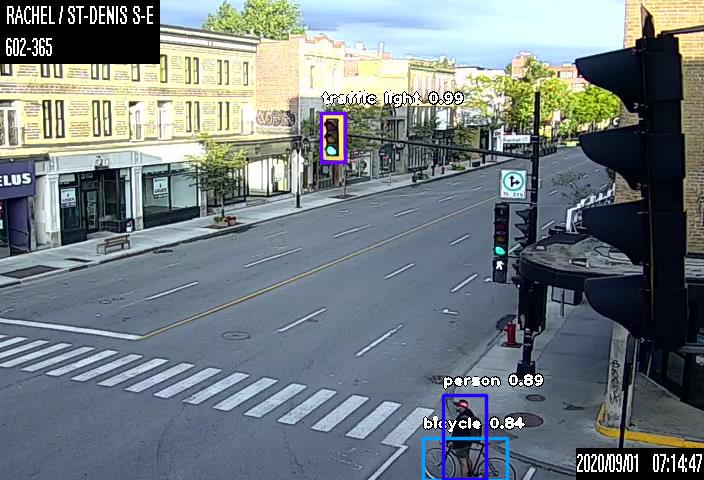 RACHEL / ST-DENIS S-E
602-365
traffic light 0.99
ELUS
person 0.89
bicycle 0.84
2020/09/01 07:14:47